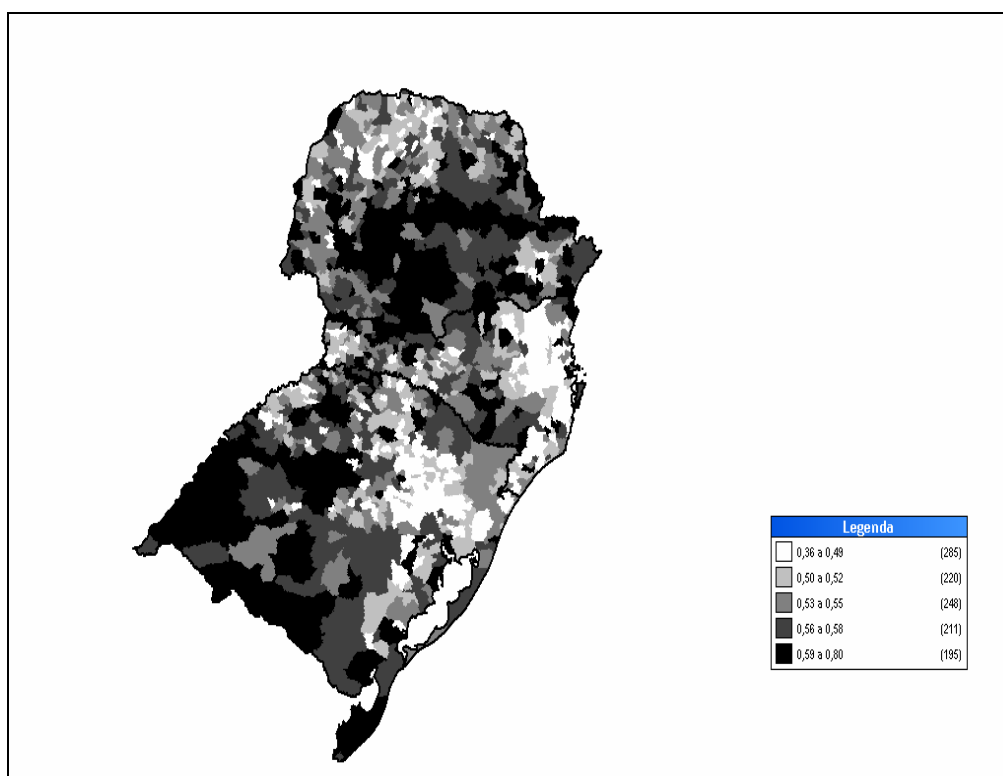 Legenda
0,36 a 0,49 (285)
0,50 a 0,52 (220)
0,53 a 0,55 (248)
0,56 a 0,58 (211)
0,59 a 0,80 (195)